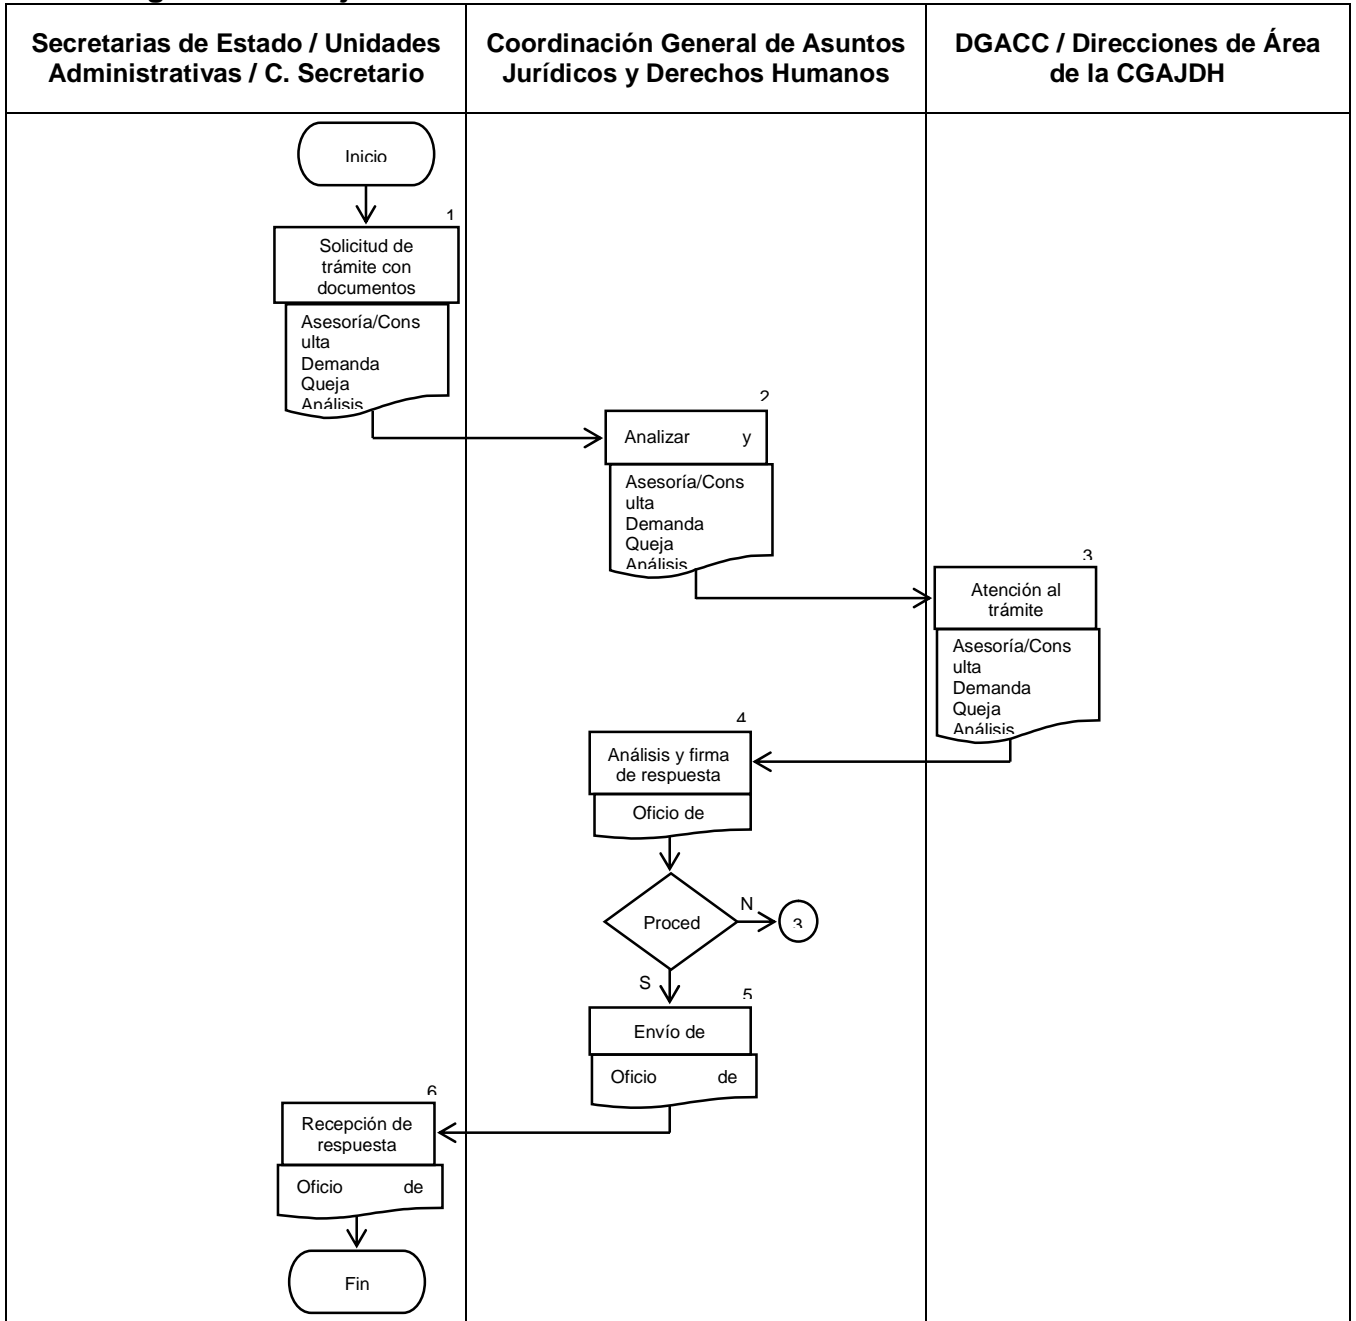 Secretarias de Estado / Unidades
Administrativas / C. Secretario
Coordinación General de Asuntos
Jurídicos y Derechos Humanos
DGACC / Direcciones de Área
de la CGAJDH
Inicio
1
Solicitud de
trámite con
documentos
Asesoría/Cons
ulta
Demanda
Queja
Análisis
2
Analizar y
Asesoría/Cons
ulta
Demanda
Queja
Análisis
3
Atención al
trámite
Asesoría/Cons
ulta
Demanda
Queja
Análisis
4
Análisis y firma
de respuesta
Oficio de
Proced
N
3
S
5
Envío de
Oficio de
6
Recepción de
respuesta
Oficio de
Fin